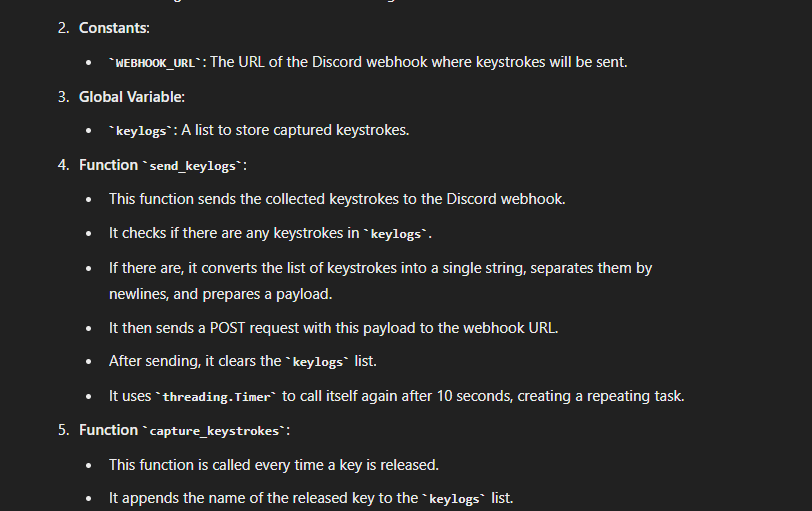 2. Constants:
• `WEBHOOK_URL`: The URL of the Discord webhook where keystrokes will be sent.
3. Global Variable:
• `keylogs`: A list to store captured keystrokes.
4. Function `send_keylogs`:
• This function sends the collected keystrokes to the Discord webhook.
• It checks if there are any keystrokes in `keylogs`.
• If there are, it converts the list of keystrokes into a single string, separates them by
newlines, and prepares a payload.
• It then sends a POST request with this payload to the webhook URL.
• After sending, it clears the `keylogs` list.
• It uses `threading.Timer` to call itself again after 10 seconds, creating a repeating task.
5. Function `capture_keystrokes`:
• This function is called every time a key is released.
• It appends the name of the released key to the `keylogs` list.